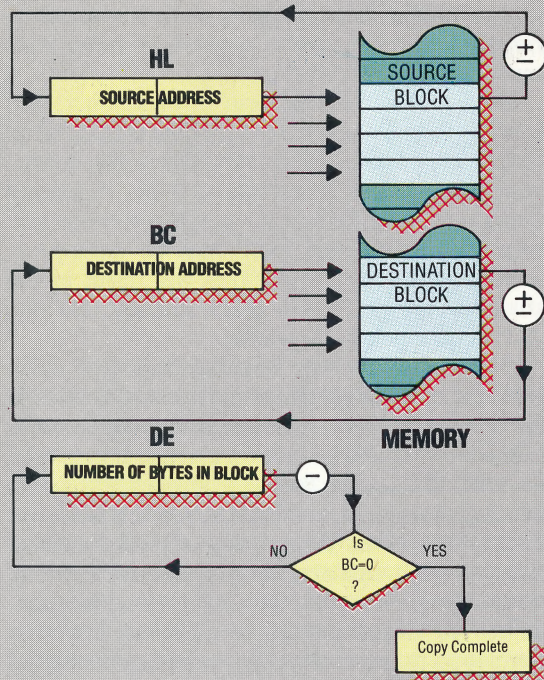 HL
SOURCE ADDRESS
SOURCE
BLOCK
±
BC
DESTINATION ADDRESS
DESTINATION
BLOCK
±
MEMORY
DE
NUMBER OF BYTES IN BLOCK
−
Is
BC=0
?
NO
YES
Copy Complete